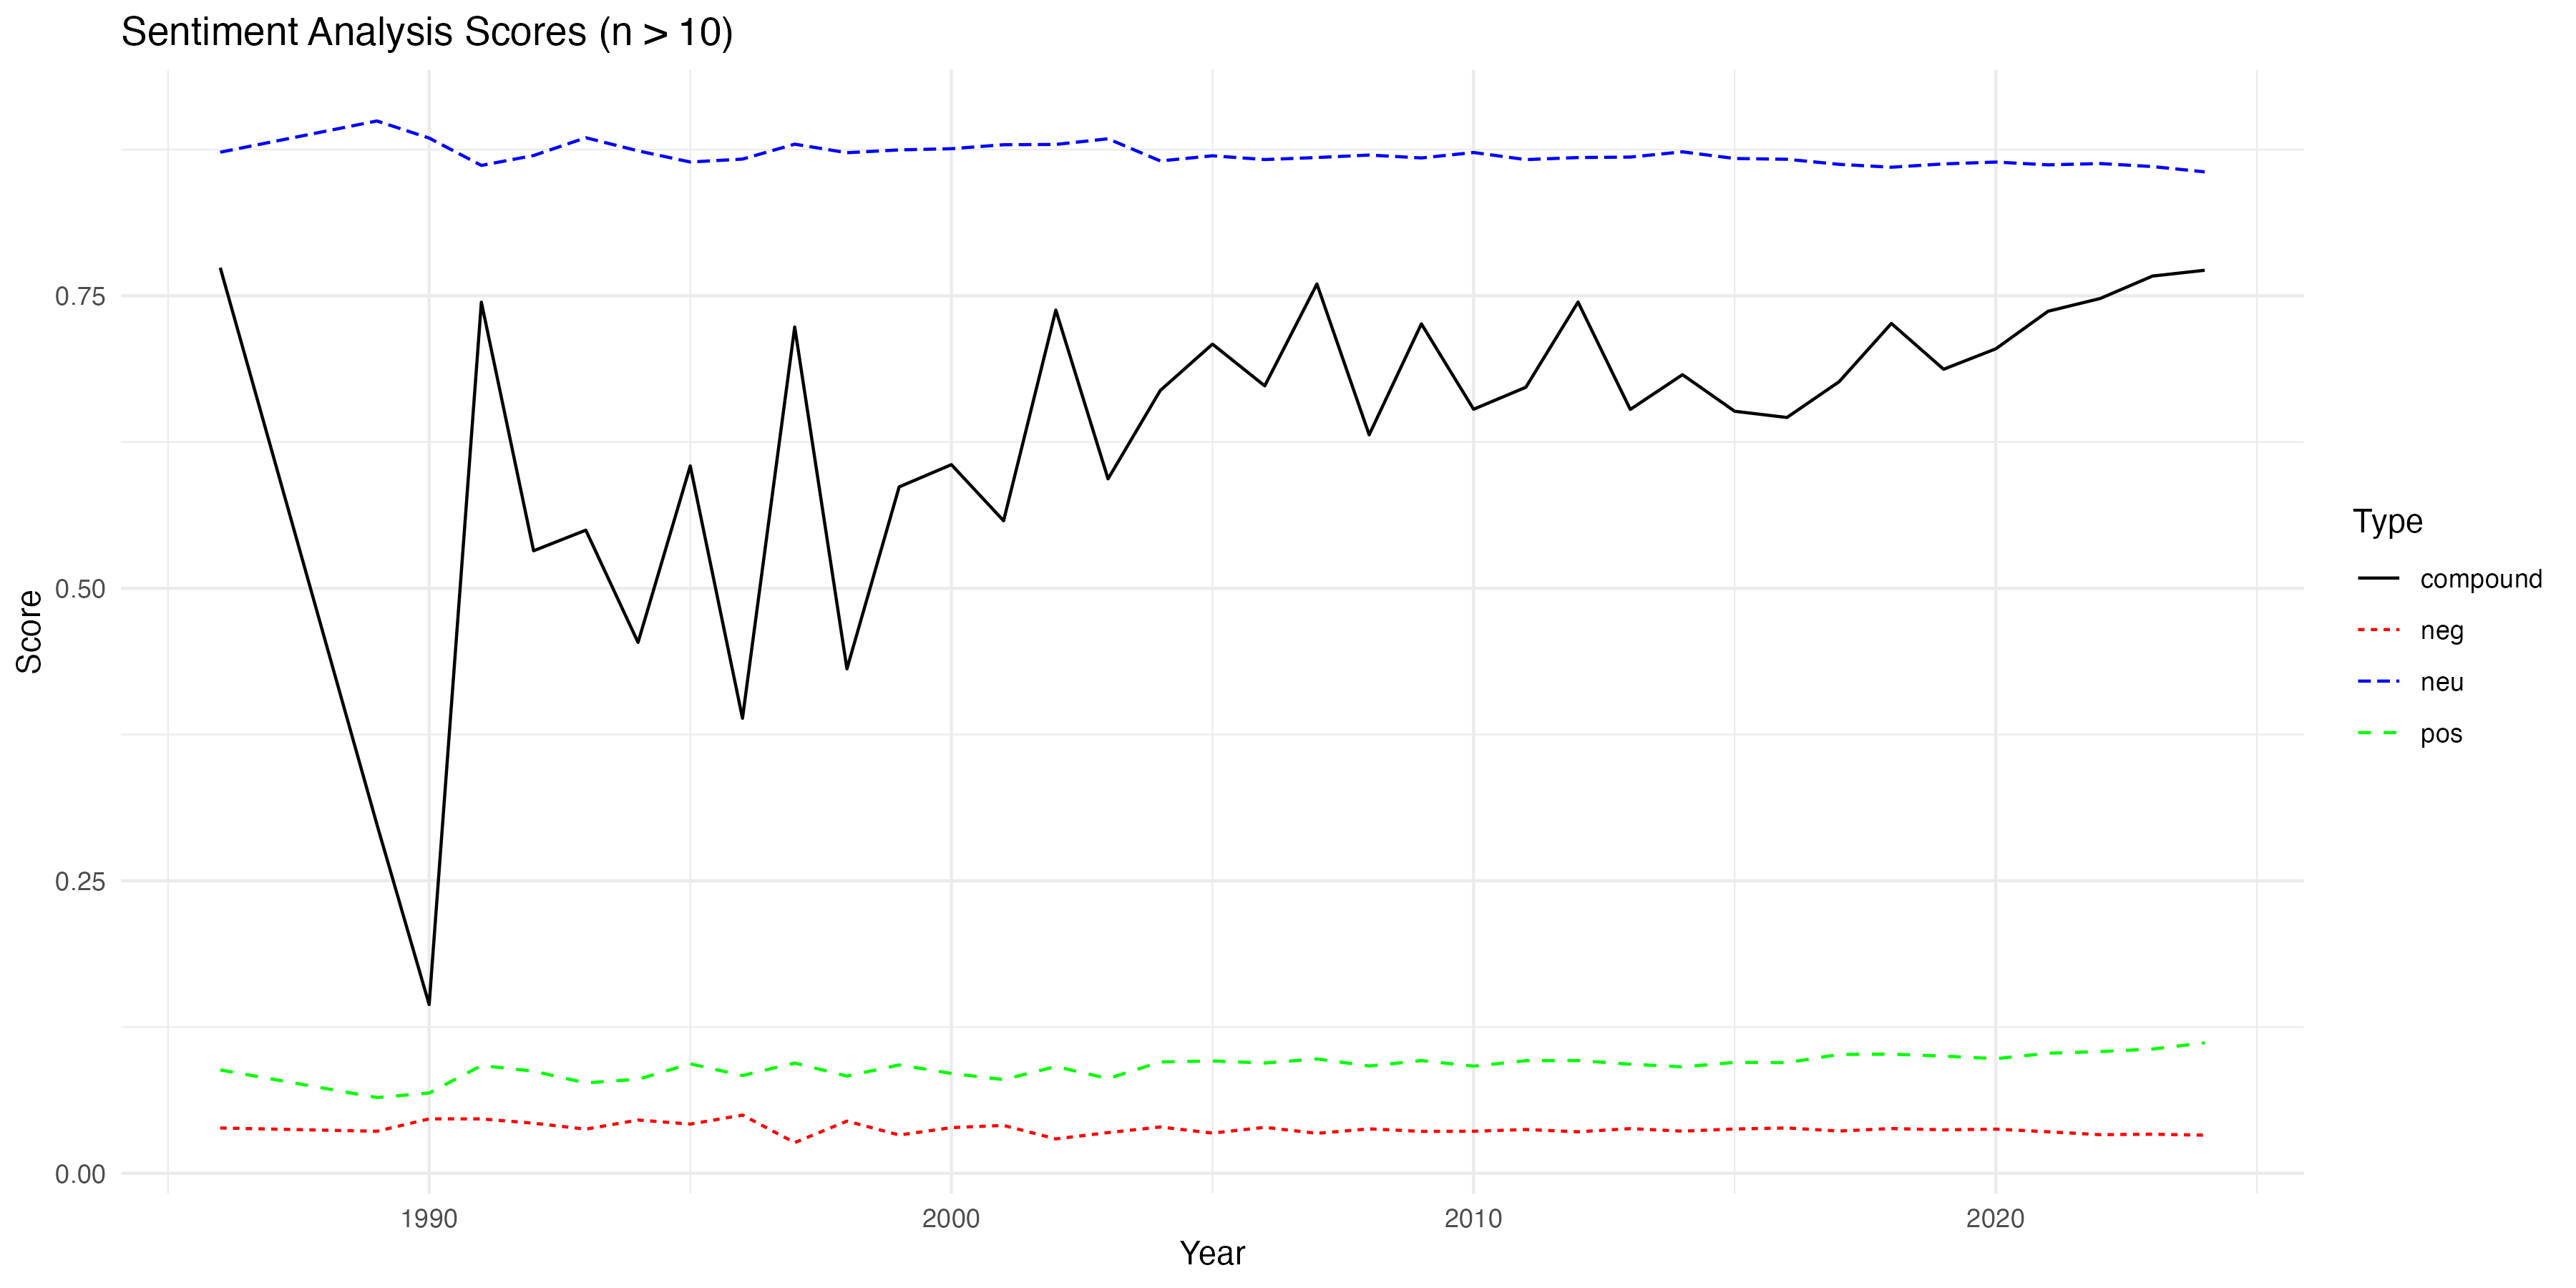 Sentiment Analysis Scores (n > 10)
0.75
0.50
0.25
0.00
Score
1990
2000
2010
2020
Year
Type
compound
neg
neu
pos